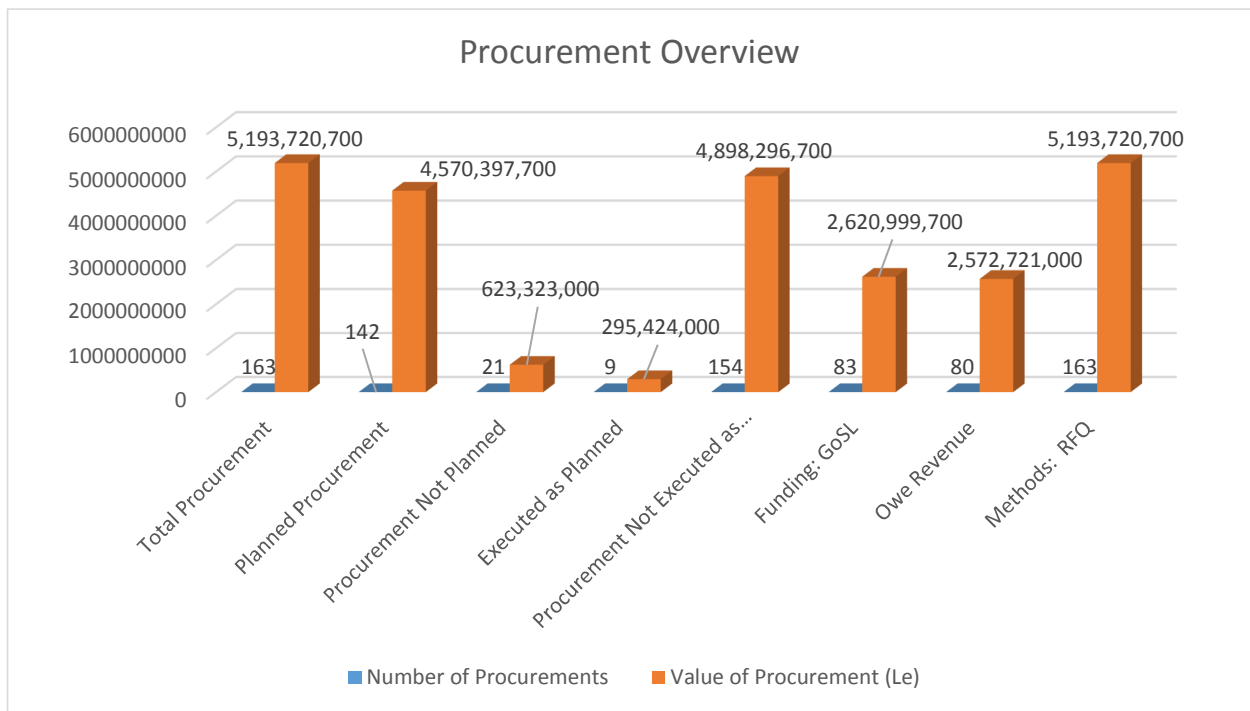 Procurement Overview
6000000000
5000000000
4000000000
3000000000
2000000000
1000000000
0
5,193,720,700
4,570,397,700
623,323,000
295,424,000
4,898,296,700
2,620,999,700
2,572,721,000
5,193,720,700
163
142
21
9
154
83
80
163
Total Procurement
Planned Procurement
Procurement Not Planned
Executed as Planned
Procurement Not Executed as...
Funding: GoSL
Owe Revenue
Methods: RFQ
Number of Procurements
Value of Procurement (Le)